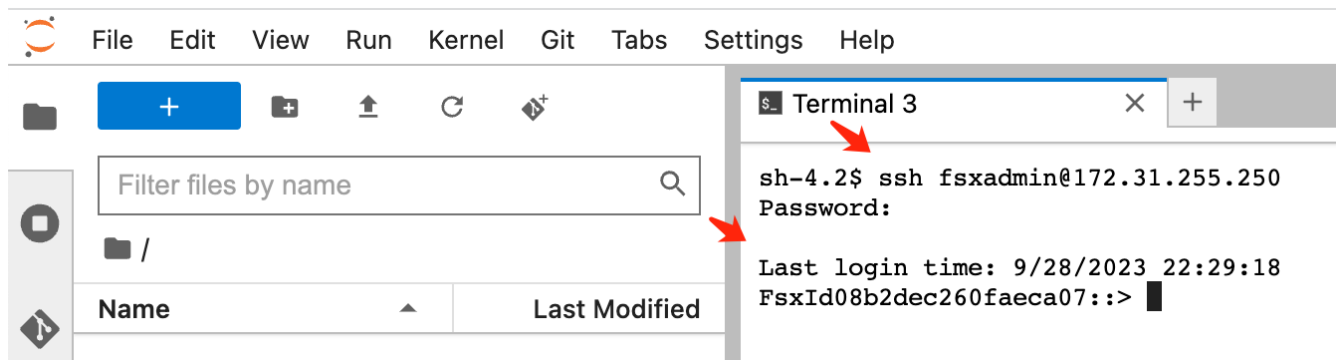 File Edit View Run Kernel Git Tabs Settings Help
+
Filter files by name
/
Name Last Modified
$_ Terminal 3 × +
sh-4.2$ ssh fsxadmin@172.31.255.250
Password:
Last login time: 9/28/2023 22:29:18
FsxId08b2dec260faeca07::>